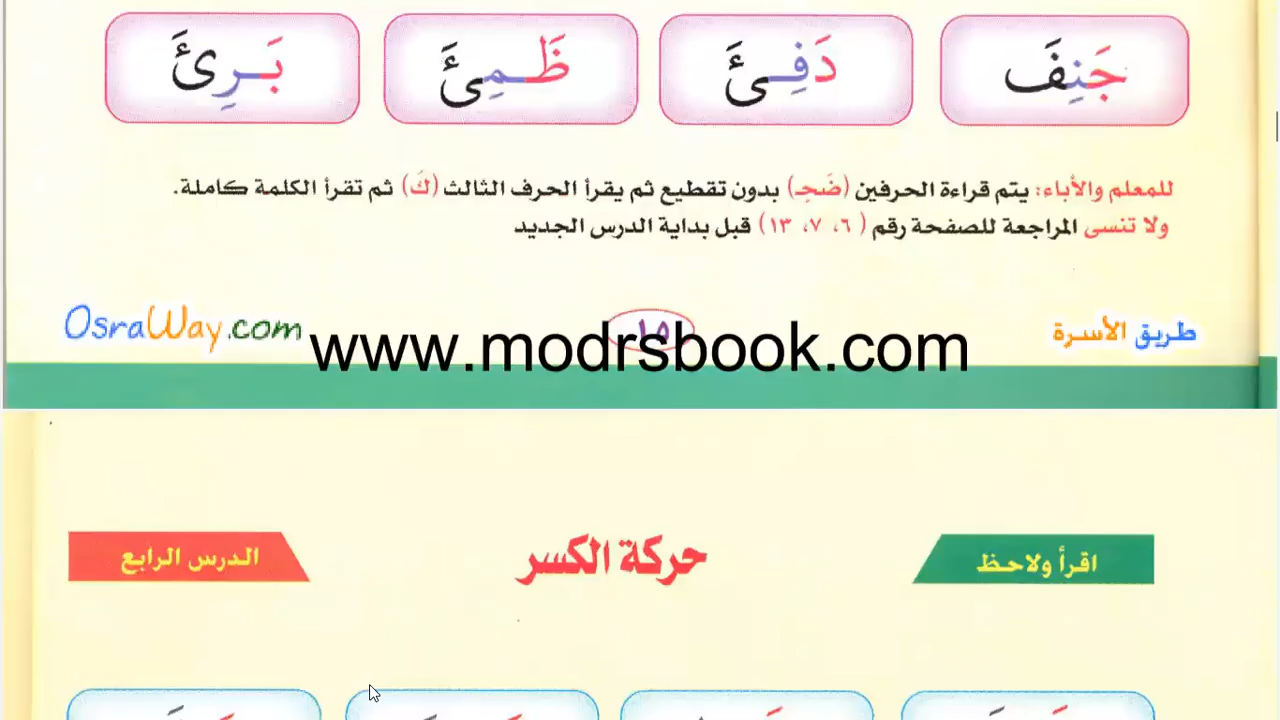 جَنِفَ دَفِئَ ظَمِئَ بَرِئَ
للمعلم والأباء: يتم قراءة الحرفين (ضَجِـ) بدون تقطيع ثم يقرأ الحرف الثالث (كَ) ثم تقرأ الكلمة كاملة.
ولا تنسى المراجعة للصفحة رقم ( ٦، ٧، ١٣) قبل بداية الدرس الجديد
طريق الأسرة ١٥ OsraWay.com
www.modrsbook.com
اقرأ ولاحظ حركة الكسر الدرس الرابع